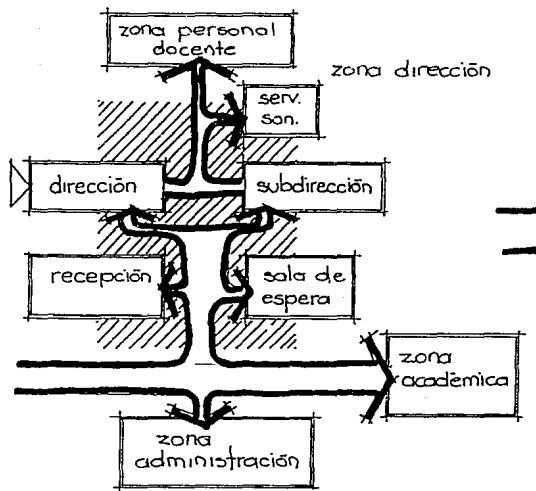 zona personal
docente
zona dirección
serv.
san.
dirección
subdirección
recepción
sala de
espera
zona
académica
zona
administración